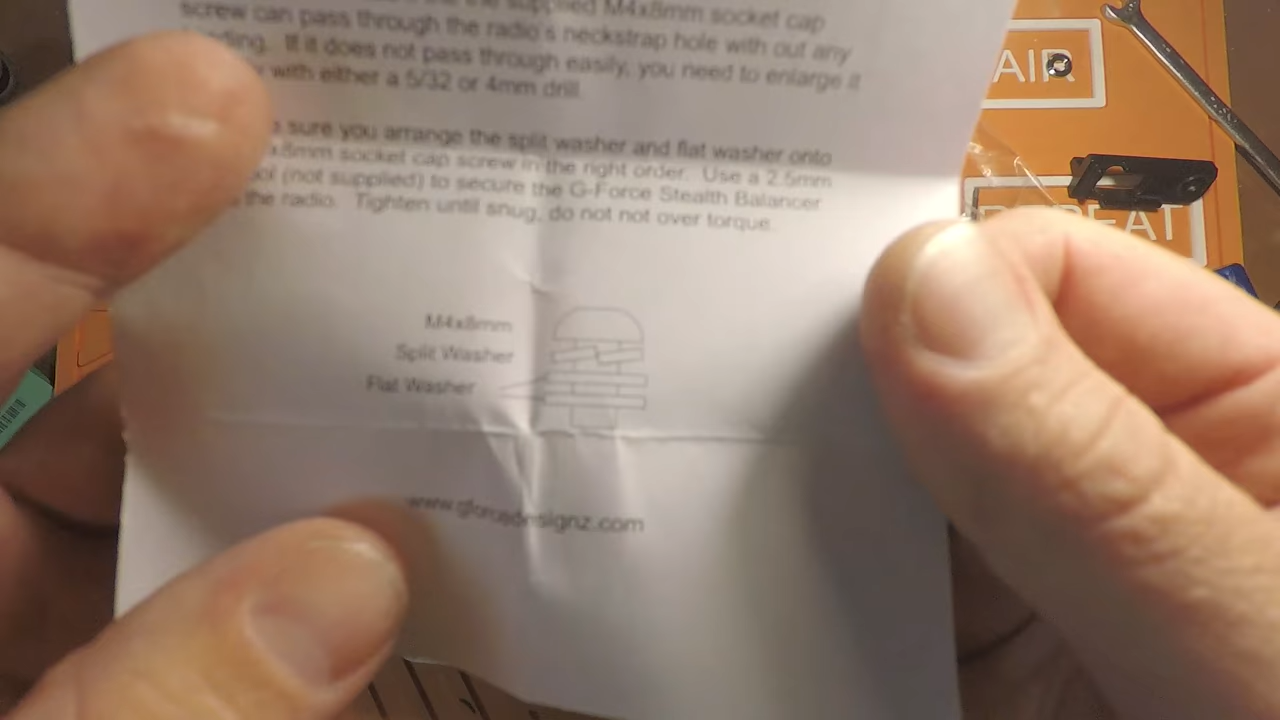 supplied M4x8mm socket cap
screw can pass through the radio's neckstrap hole with out any
If it does not pass through easily, you need to enlarge it
with either a 5/32 or 4mm drill.
sure you arrange the split washer and flat washer onto
socket cap screw in the right order. Use a 2.5mm
(not supplied) to secure the G-Force Stealth Balancer
the radio. Tighten until snug, do not not over torque.
M4x8mm
Split Washer
Flat Washer
www.gforcedesignz.com
AIR
REPEAT